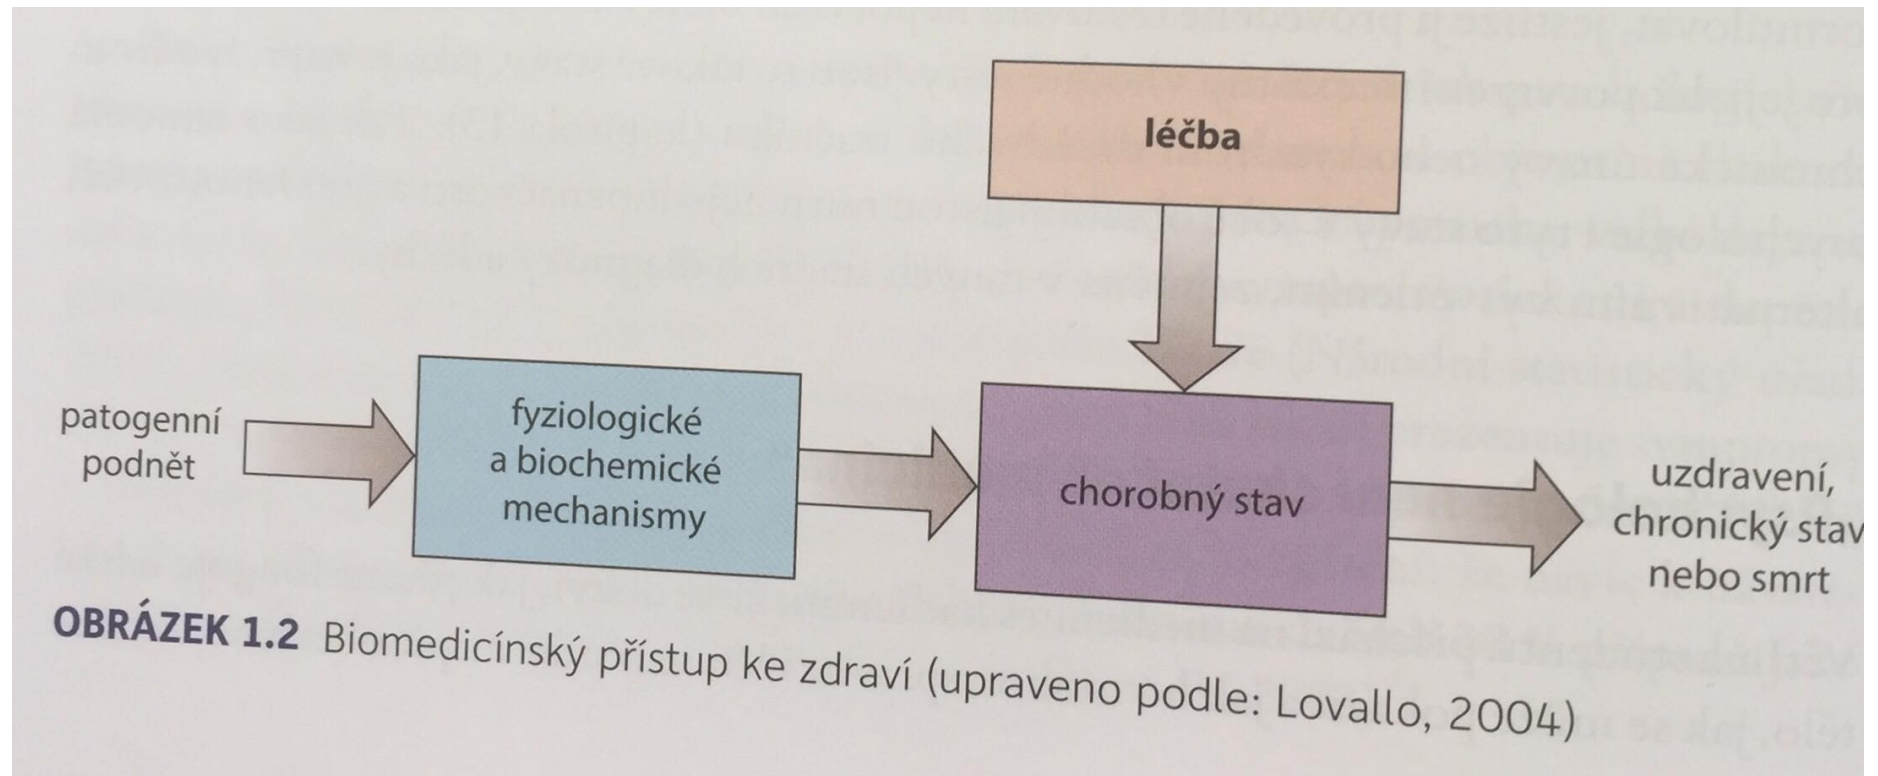 léčba
patogenní
podnět
fyziologické
a biochemické
mechanismy
chorobný stav
uzdravení,
chronický stav
nebo smrt
OBRÁZEK 1.2 Biomedicínský přístup ke zdraví (upraveno podle: Lovallo, 2004)